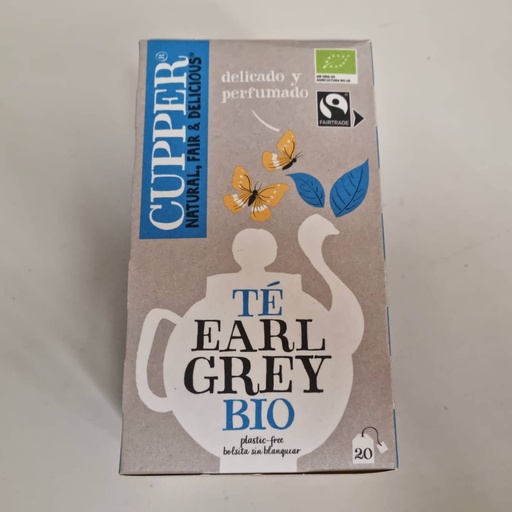 CUPPER®
NATURAL, FAIR & DELICIOUS®
delicado y
perfumado
FAIRTRADE
TÉ
EARL
GREY
BIO
plastic-free
bolsita sin blanquear
20